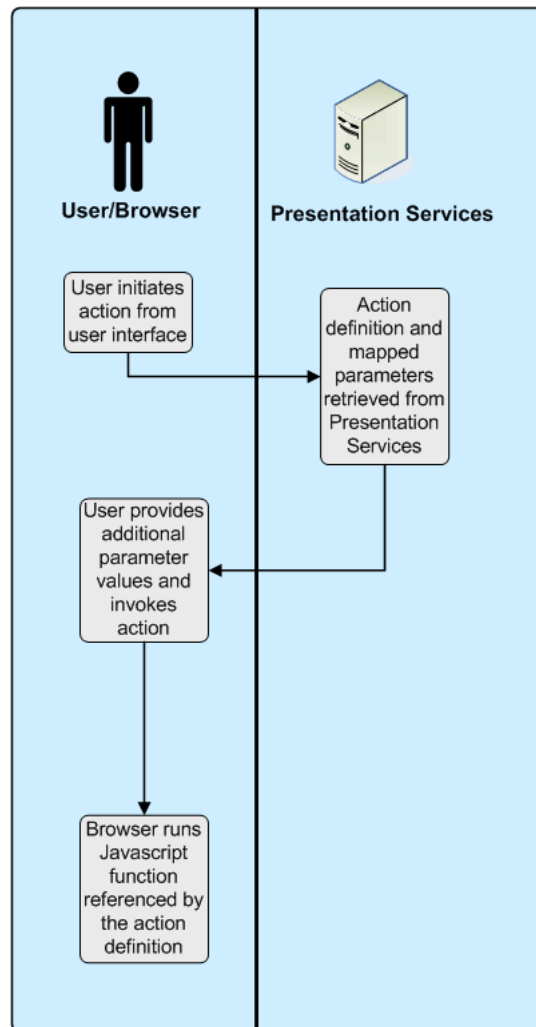 User/Browser
Presentation Services
User initiates
action from
user interface
Action
definition and
mapped
parameters
retrieved from
Presentation
Services
User provides
additional
parameter
values and
invokes
action
Browser runs
Javascript
function
referenced by
the action
definition